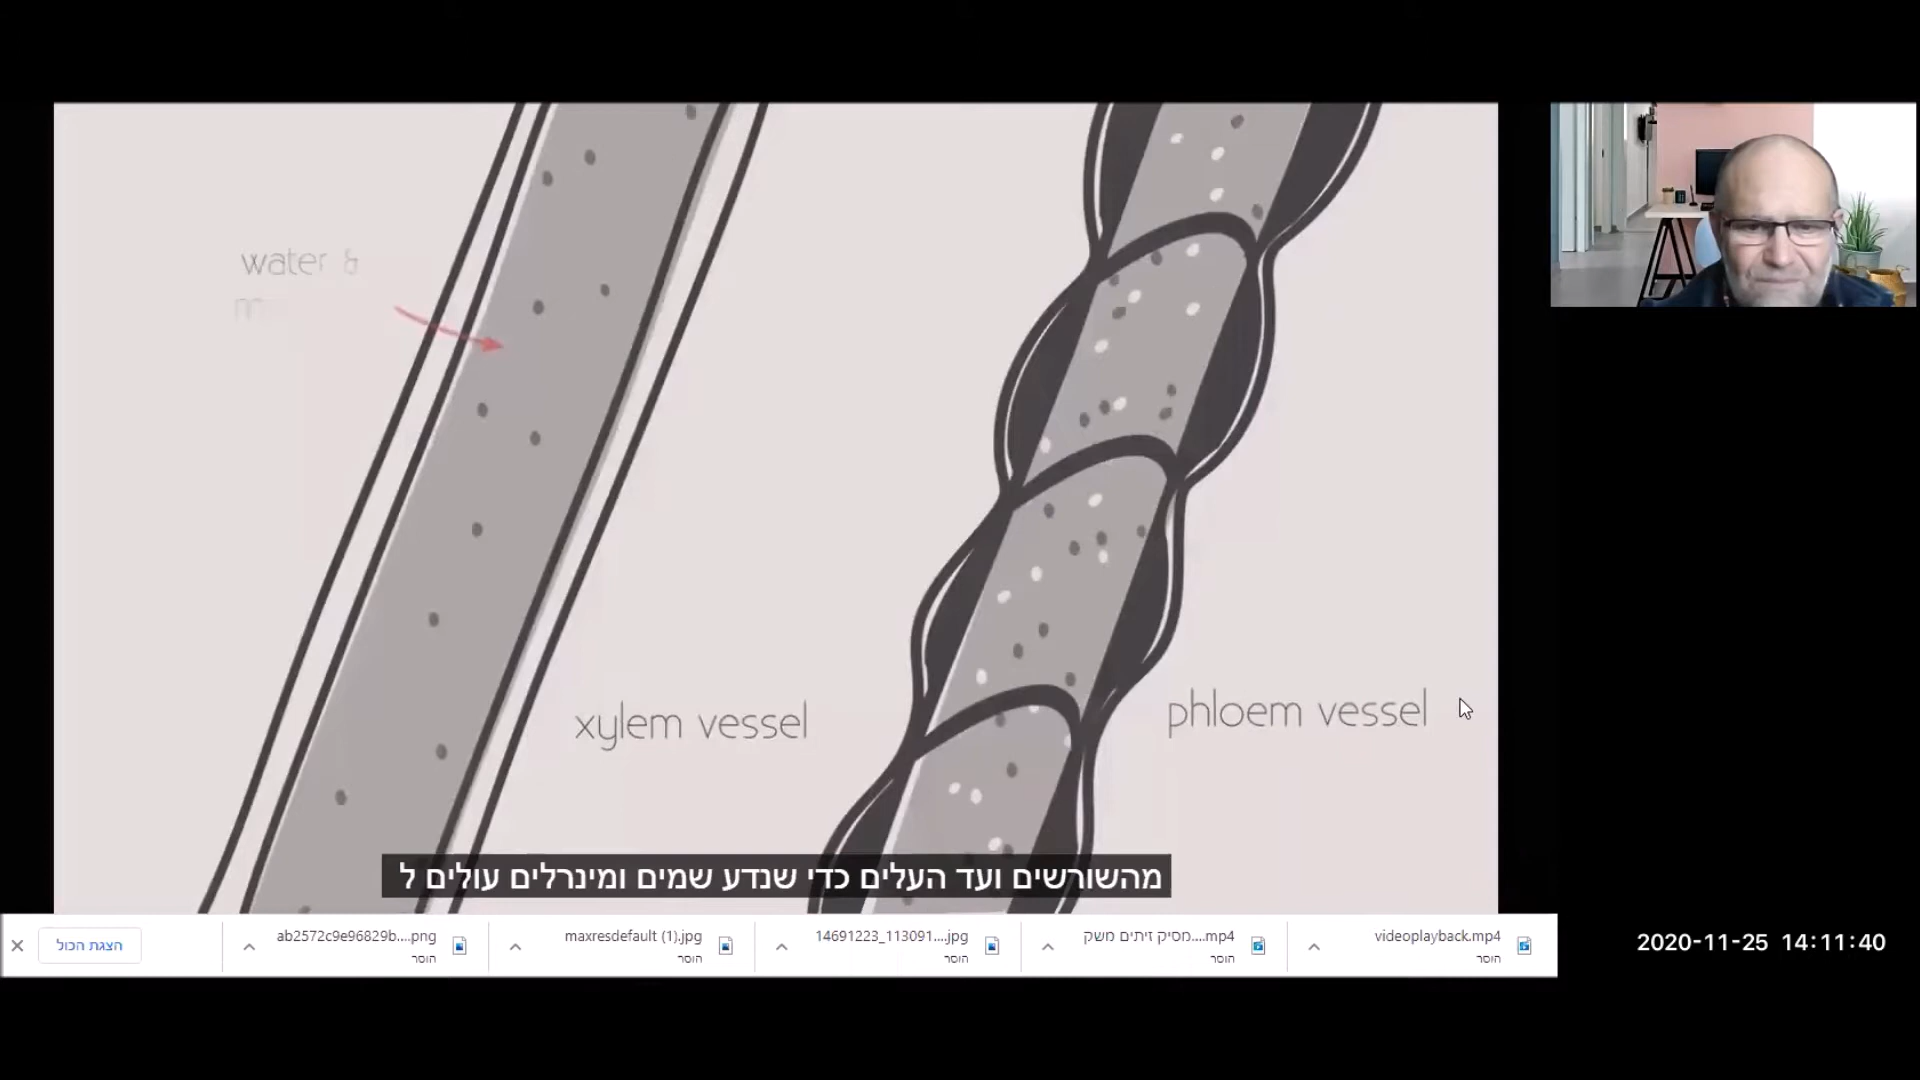 water &
m
xylem vessel
phloem vessel
מהשורשים ועד העלים כדי שנדע שמים ומינרלים עולים ל
הצגת הכול
ab2572c9e96829b....png
הוסר
maxresdefault (1).jpg
הוסר
14691223_113091....jpg
הוסר
מסיק זיתים משק....mp4
הוסר
videoplayback.mp4
הוסר
2020-11-25 14:11:40